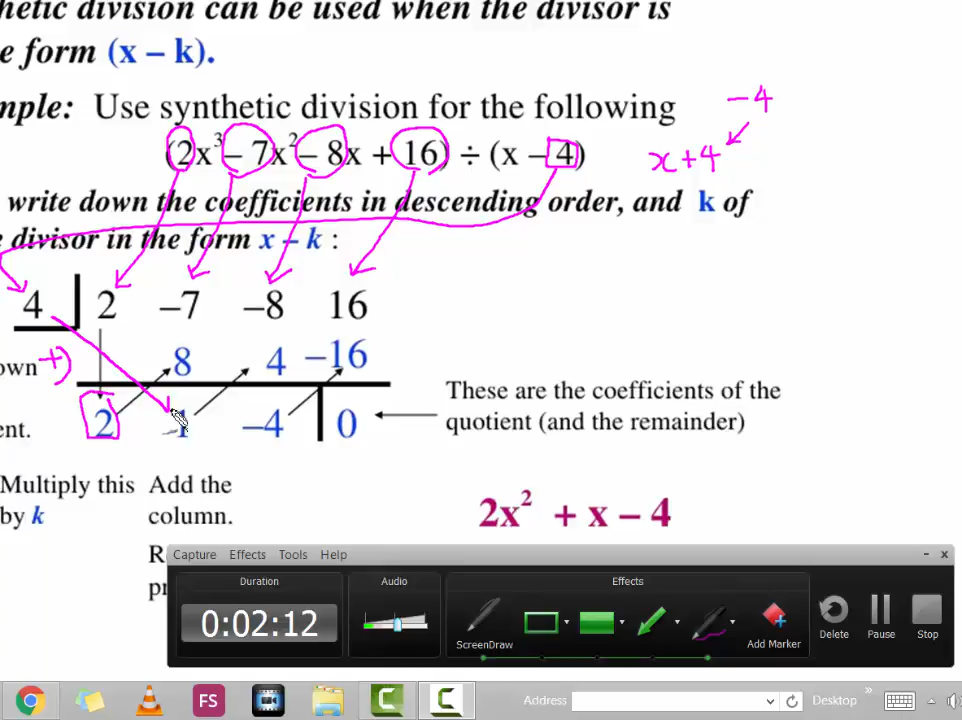 hetic division can be used when the divisor is
e form (x – k).
mple: Use synthetic division for the following
(2x³ – 7x² – 8x + 16) ÷ (x – 4)
–4
x+4
write down the coefficients in descending order, and k of
e divisor in the form x – k :
4 2 –7 –8 16
own +) 8 4 –16
2 1 –4 0
These are the coefficients of the
quotient (and the remainder)
ent.
Multiply this
by k
Add the
column.
2x² + x – 4
R
pr
Capture Effects Tools Help
Duration Audio Effects
0:02:12
ScreenDraw Add Marker Delete Pause Stop
FS C C Address Desktop »